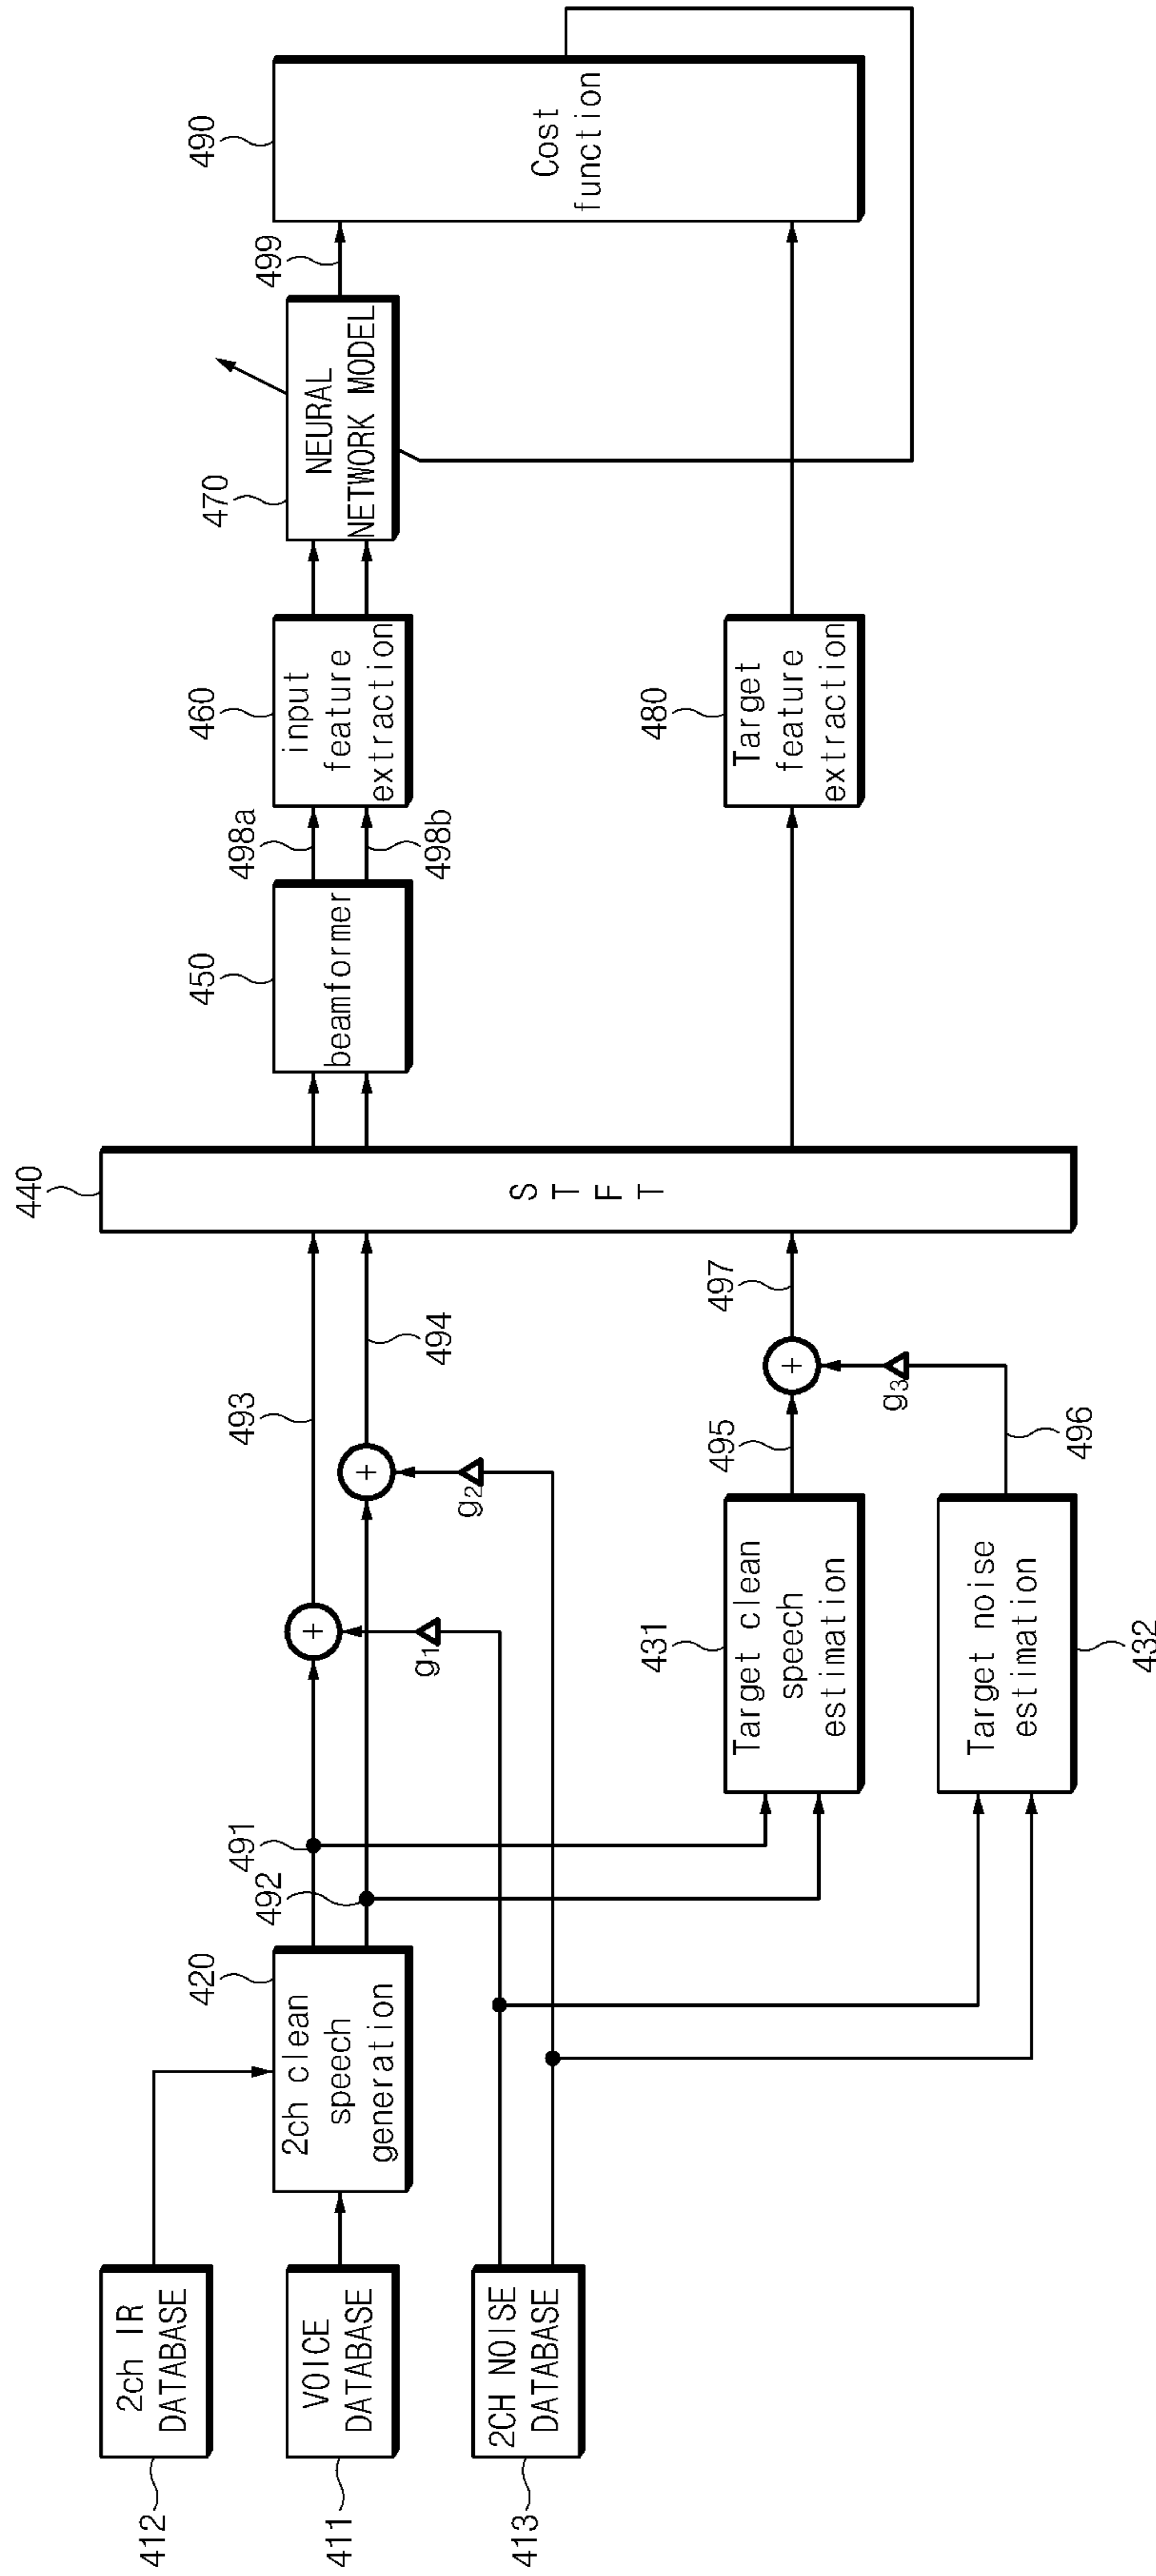 412
2ch IR
DATABASE
411
VOICE
DATABASE
413
2CH NOISE
DATABASE
420
2ch clean
speech
generation
491
492
g1
g2
493
494
431
Target clean
speech
estimation
432
Target noise
estimation
495
496
g3
497
440
STFT
450
beamformer
498a
498b
460
input
feature
extraction
470
NEURAL
NETWORK MODEL
480
Target
feature
extraction
499
490
Cost
function